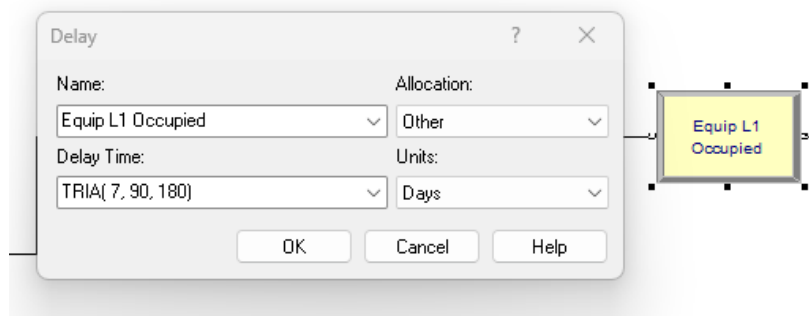 Delay
?
Name:
Allocation:
Equip L1 Occupied
Other
Delay Time:
Units:
TRIA( 7, 90, 180)
Days
OK
Cancel
Help
Equip L1
Occupied